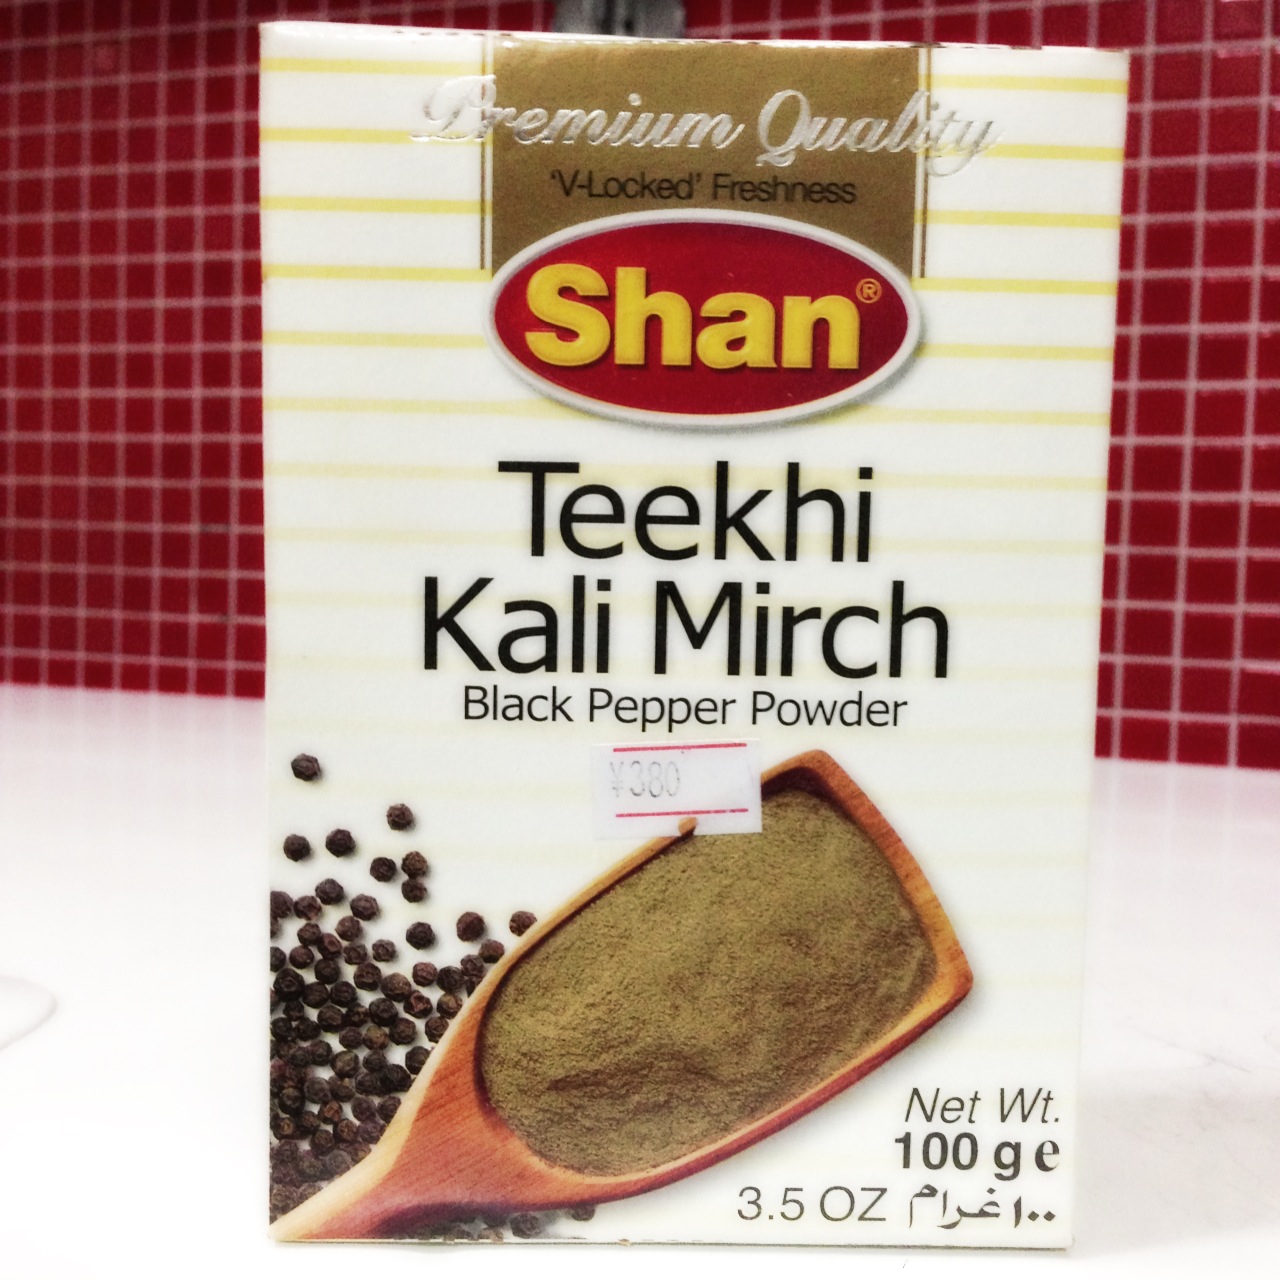 Premium Quality
'V-Locked' Freshness
Shan®
Teekhi
Kali Mirch
Black Pepper Powder
¥380
Net Wt.
100 g e
3.5 OZ ١٠٠ غرام